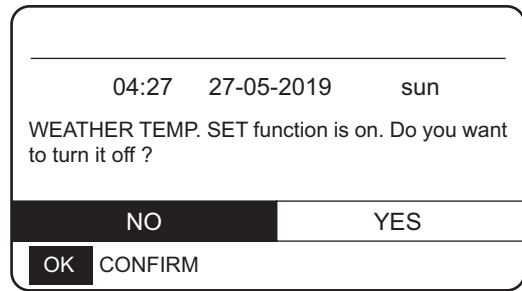 04:27 27-05-2019 sun
WEATHER TEMP. SET function is on. Do you want
to turn it off ?
NO YES
OK CONFIRM